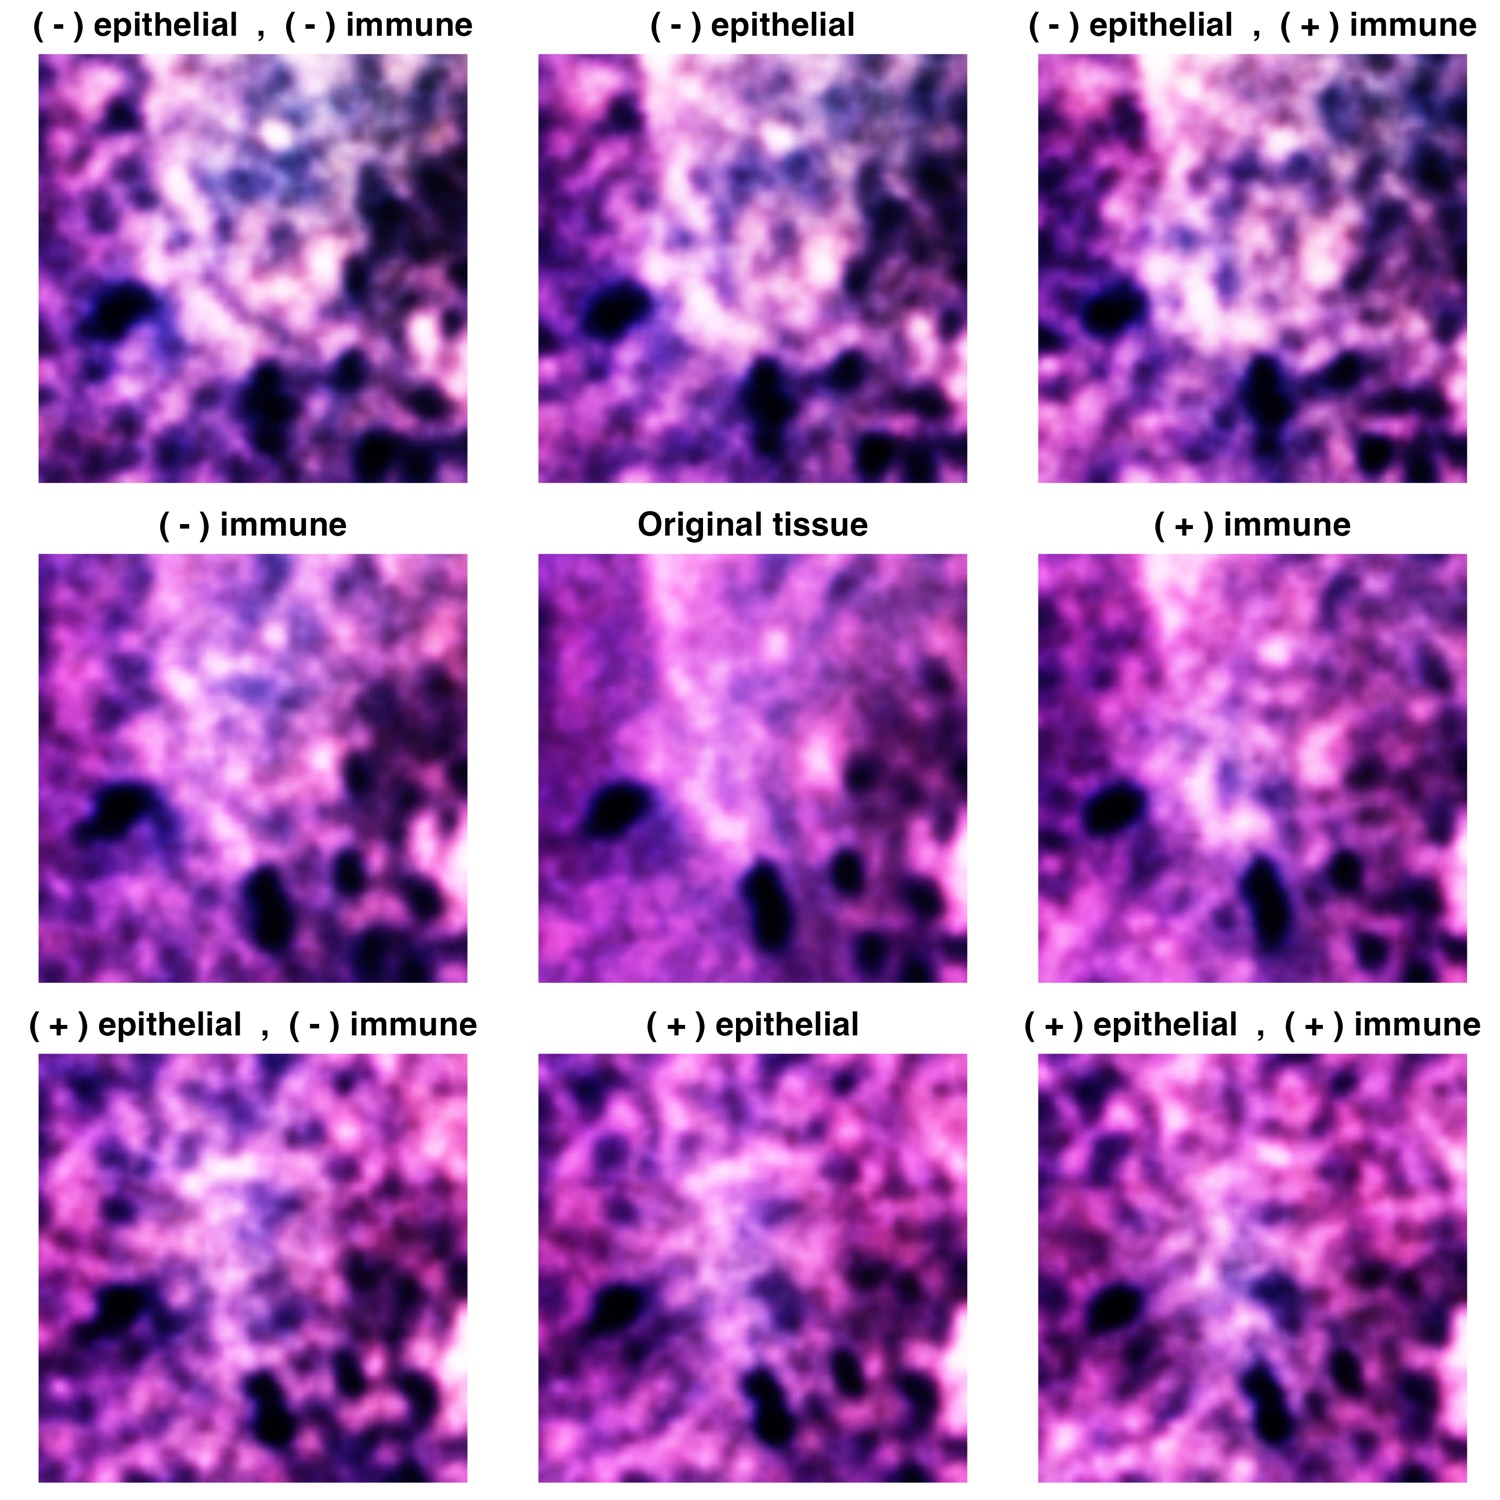 ( - ) epithelial , ( - ) immune
( - ) epithelial
( - ) epithelial , ( + ) immune
( - ) immune
Original tissue
( + ) immune
( + ) epithelial , ( - ) immune
( + ) epithelial
( + ) epithelial , ( + ) immune